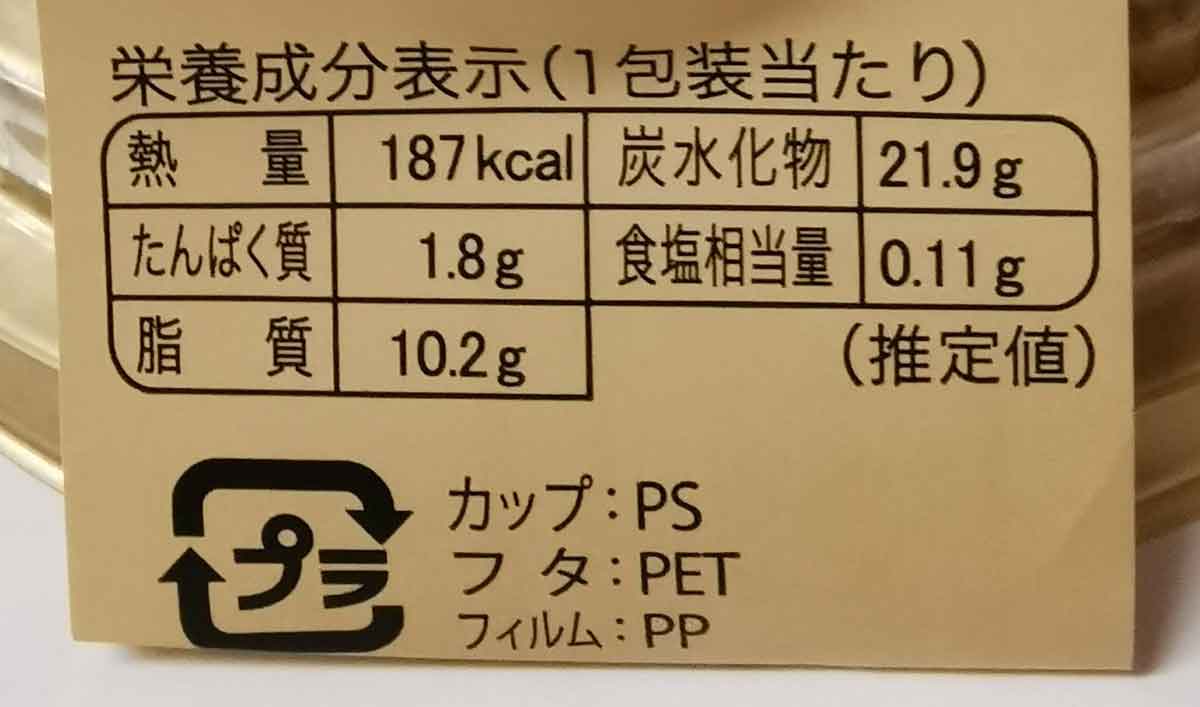 栄養成分表示(1包装当たり)
熱量 187kcal 炭水化物 21.9g
たんぱく質 1.8g 食塩相当量 0.11g
脂質 10.2g (推定値)
プラ
カップ:PS
フタ:PET
フィルム:PP